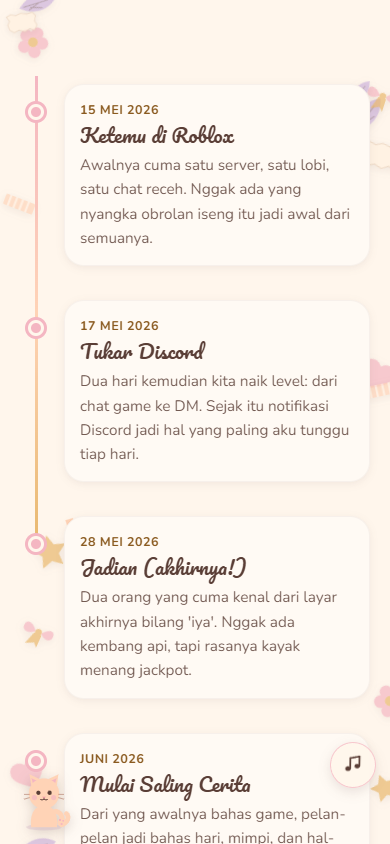 15 MEI 2026
Ketemu di Roblox
Awalnya cuma satu server, satu lobi,
satu chat receh. Nggak ada yang
nyangka obrolan iseng itu jadi awal dari
semuanya.
17 MEI 2026
Tukar Discord
Dua hari kemudian kita naik level: dari
chat game ke DM. Sejak itu notifikasi
Discord jadi hal yang paling aku tunggu
tiap hari.
28 MEI 2026
Jadian (akhirnya!)
Dua orang yang cuma kenal dari layar
akhirnya bilang 'iya'. Nggak ada
kembang api, tapi rasanya kayak
menang jackpot.
JUNI 2026
Mulai Saling Cerita
Dari yang awalnya bahas game, pelan-
pelan jadi bahas hari, mimpi, dan hal-